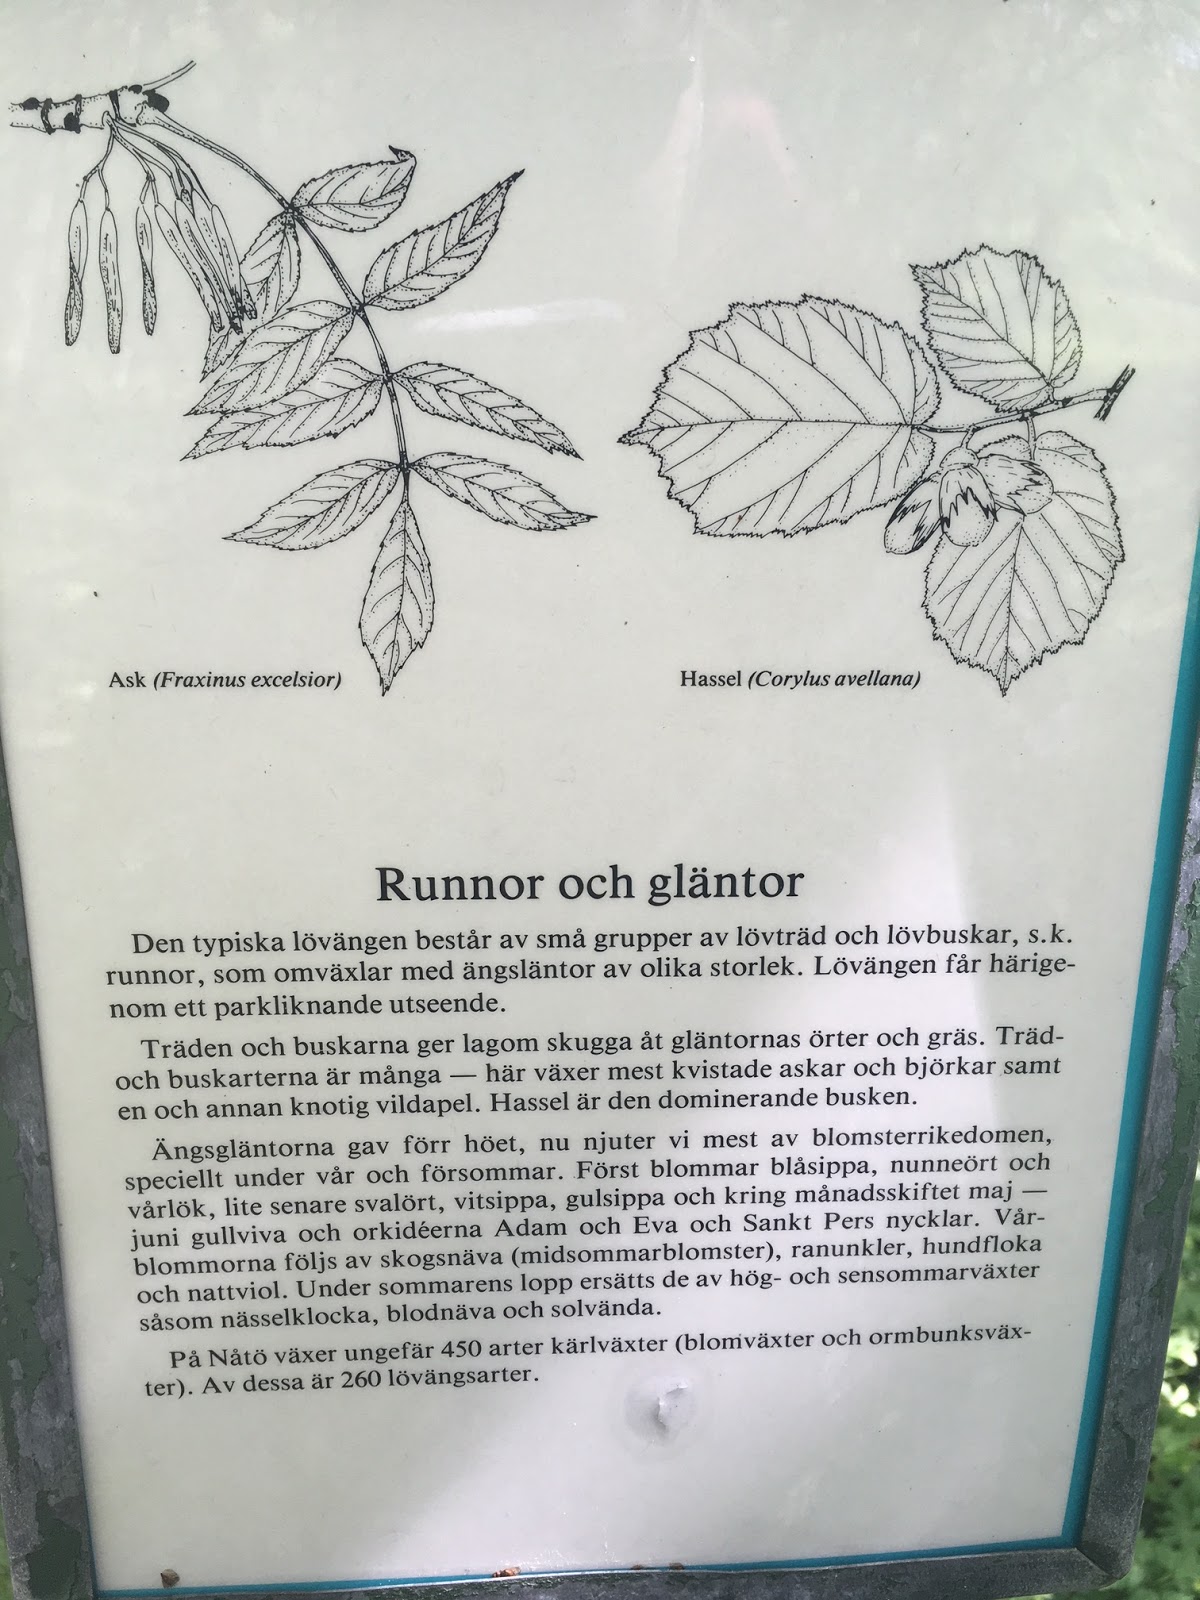 Ask (Fraxinus excelsior)
Hassel (Corylus avellana)
Runnor och gläntor
Den typiska lövängen består av små grupper av lövträd och lövbuskar, s.k.
runnor, som omväxlar med ängsläntor av olika storlek. Lövängen får härige-
nom ett parkliknande utseende.
Träden och buskarna ger lagom skugga åt gläntornas örter och gräs. Träd-
och buskarterna är många — här växer mest kvistade askar och björkar samt
en och annan knotig vildapel. Hassel är den dominerande busken.
Ängsgläntorna gav förr höet, nu njuter vi mest av blomsterrikedomen,
speciellt under vår och försommar. Först blommar blåsippa, nunneört och
vårlök, lite senare svalört, vitsippa, gulsippa och kring månadsskiftet maj —
juni gullviva och orkidéerna Adam och Eva och Sankt Pers nycklar. Vår-
blommorna följs av skogsnäva (midsommarblomster), ranunkler, hundfloka
och nattviol. Under sommarens lopp ersätts de av hög- och sensommarväxter
såsom nässelklocka, blodnäva och solvända.
På Nåtö växer ungefär 450 arter kärlväxter (blomväxter och ormbunksväx-
ter). Av dessa är 260 lövängsarter.